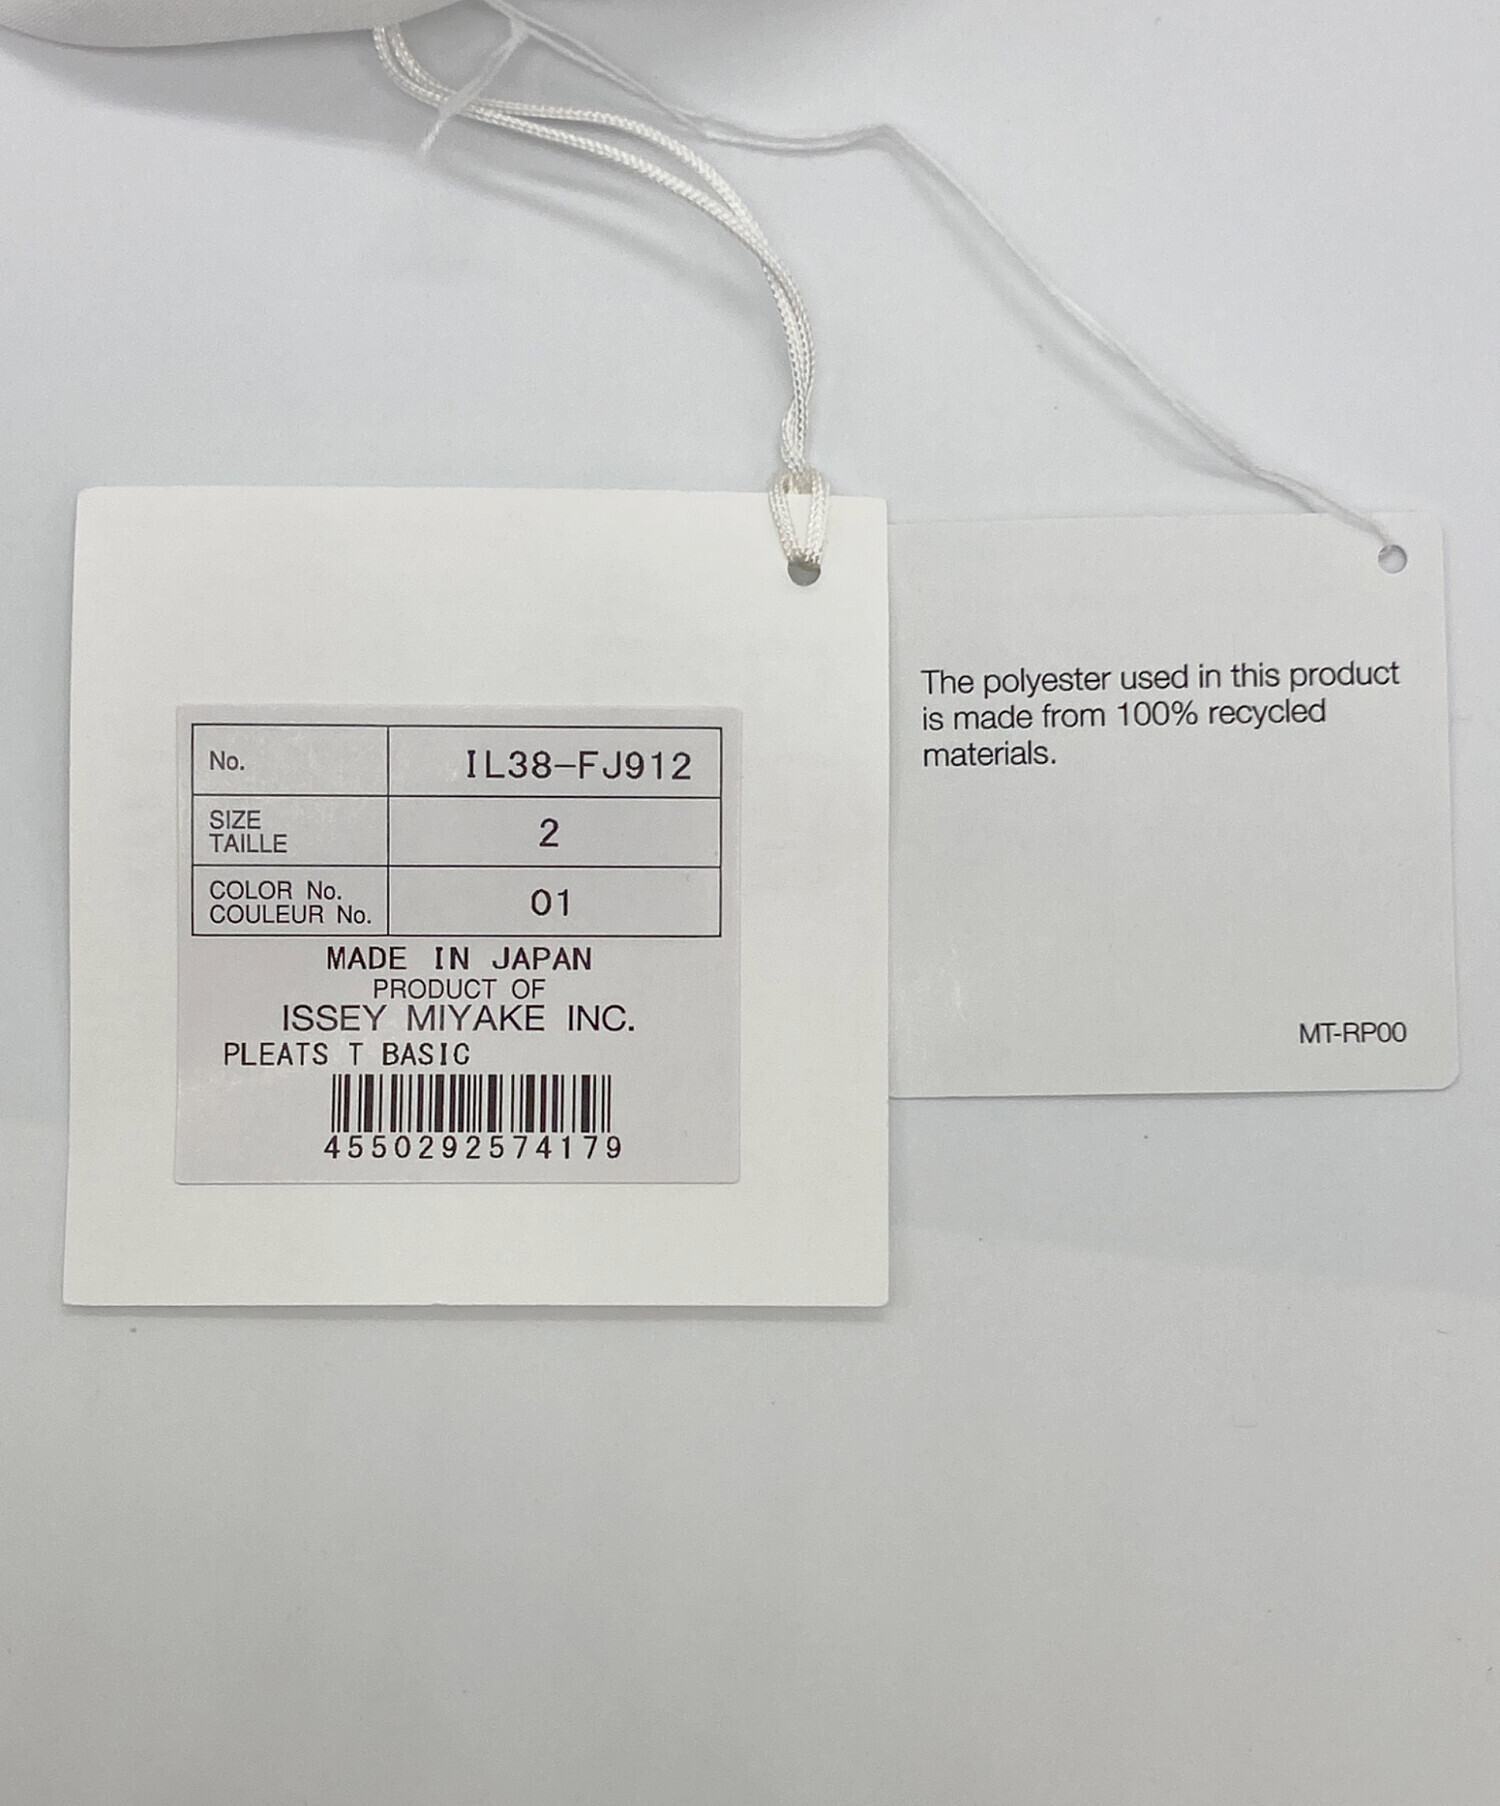 No. IL38-FJ912
SIZE
TAILLE 2
COLOR No.
COULEUR No. 01
MADE IN JAPAN
PRODUCT OF
ISSEY MIYAKE INC.
PLEATS T BASIC
4550292574179
The polyester used in this product
is made from 100% recycled
materials.
MT-RP00